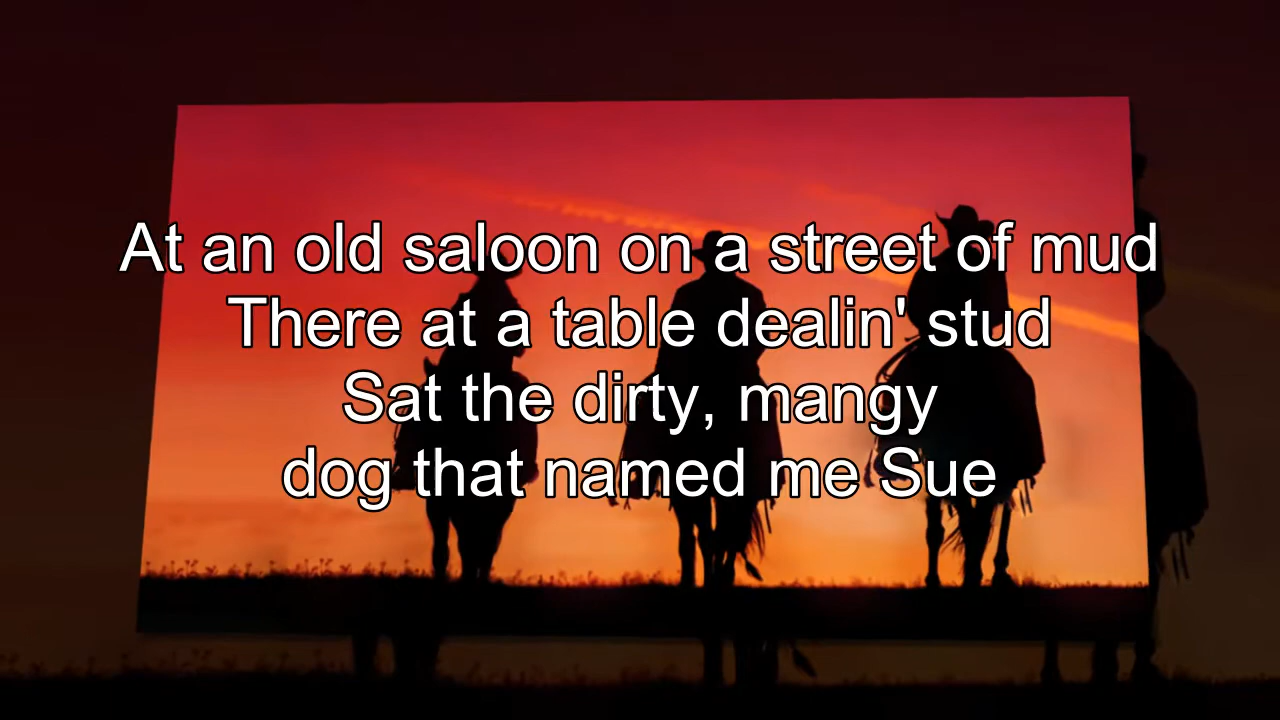 At an old saloon on a street of mud
There at a table dealin' stud
Sat the dirty, mangy
dog that named me Sue